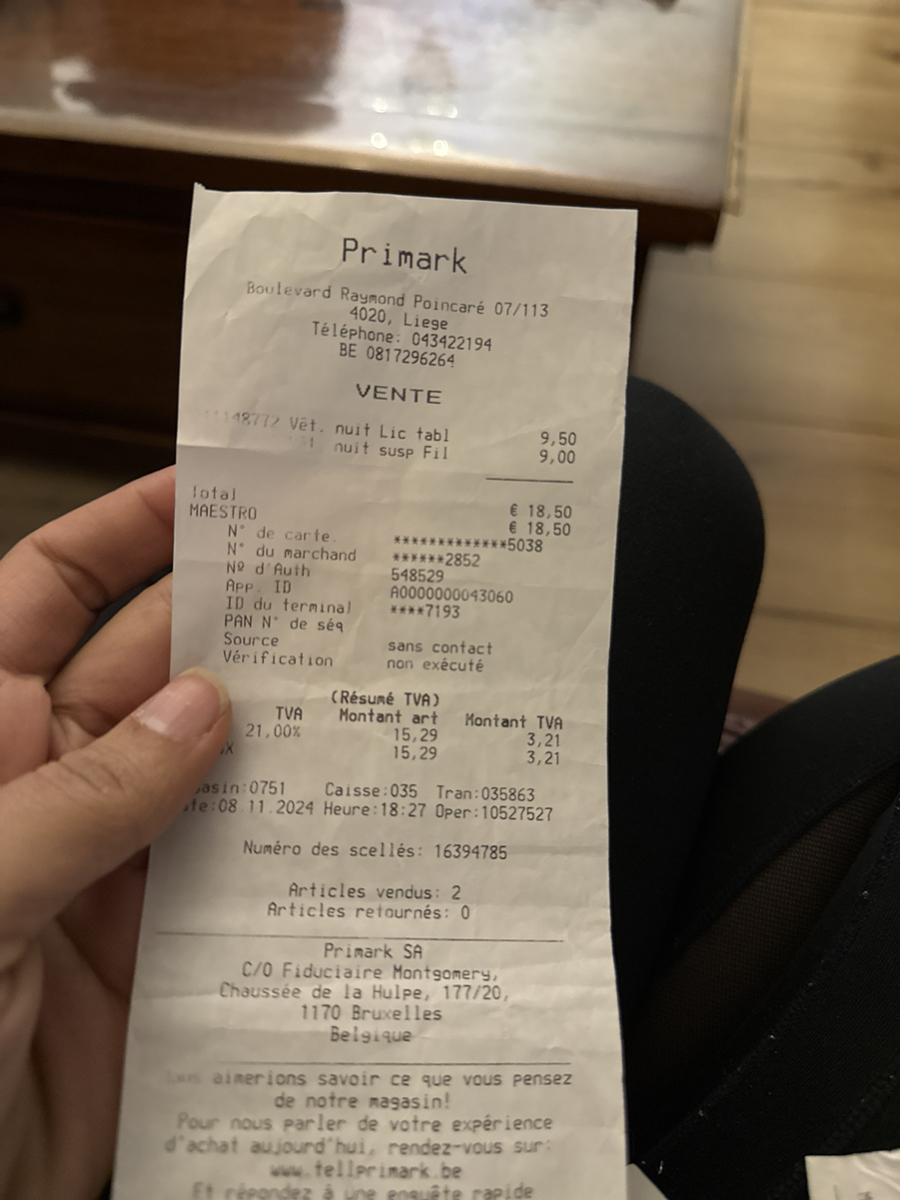 Primark
Boulevard Raymond Poincaré 07/113
4020, Liege
Téléphone: 043422194
BE 0817296264
VENTE
Vêt. nuit Lic tabl 9,50
nuit susp Fil 9,00
Total € 18,50
MAESTRO € 18,50
N° de carte. *************5038
N° du marchand ******2852
Nº d'Auth 548529
App. ID A0000000043060
ID du terminal ****7193
PAN N° de séq
Source sans contact
Vérification non exécuté
(Résumé TVA)
TVA Montant art Montant TVA
21,00% 15,29 3,21
15,29 3,21
:0751 Caisse:035 Tran:035863
:08.11.2024 Heure:18:27 Oper:10527527
Numéro des scellés: 16394785
Articles vendus: 2
Articles retournés: 0
Primark SA
C/O Fiduciaire Montgomery,
Chaussée de la Hulpe, 177/20,
1170 Bruxelles
Belgique
aimerions savoir ce que vous pensez
de notre magasin!
Pour nous parler de votre expérience
d'achat aujourd'hui, rendez-vous sur:
www.tellprimark.be
Et répondez à une enquête rapide